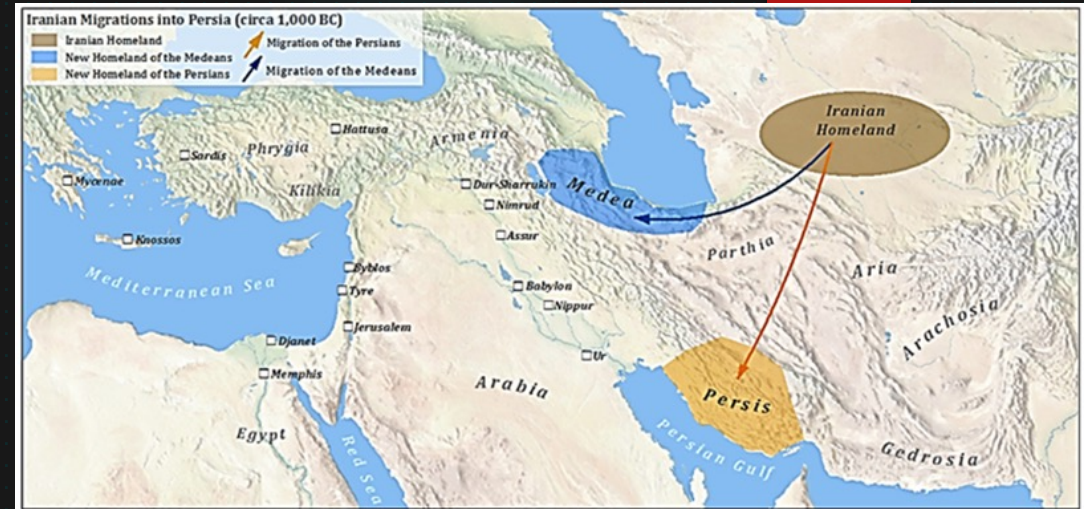 Iranian Migrations into Persia (circa 1,000 BC)
Iranian Homeland
New Homeland of the Medeans
New Homeland of the Persians
Migration of the Persians
Migration of the Medeans
Iranian
Homeland
Hattusa
Armenia
Sardis
Phrygia
Mycenae
Kilikia
Dur-Sharrukin
Medea
Nimrud
Knossos
Assur
Parthia
Aria
Byblos
Mediterranean Sea
Tyre
Babylon
Nippur
Arachosia
Jerusalem
Djanet
Ur
Memphis
Arabia
Persis
Egypt
Red Sea
Persian Gulf
Gedrosia